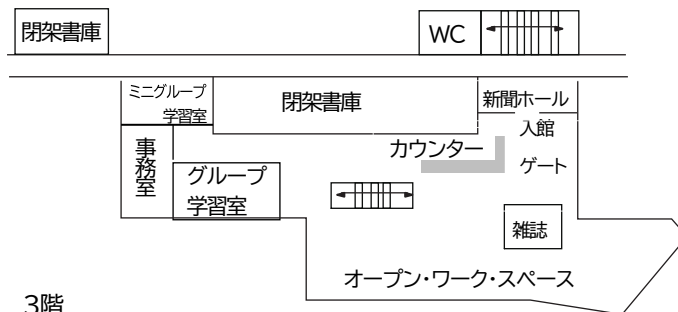 閉架書庫
WC
ミニグループ
学習室
閉架書庫
新聞ホール
入館
ゲート
カウンター
事務室
グループ
学習室
雑誌
オープン・ワーク・スペース
3階